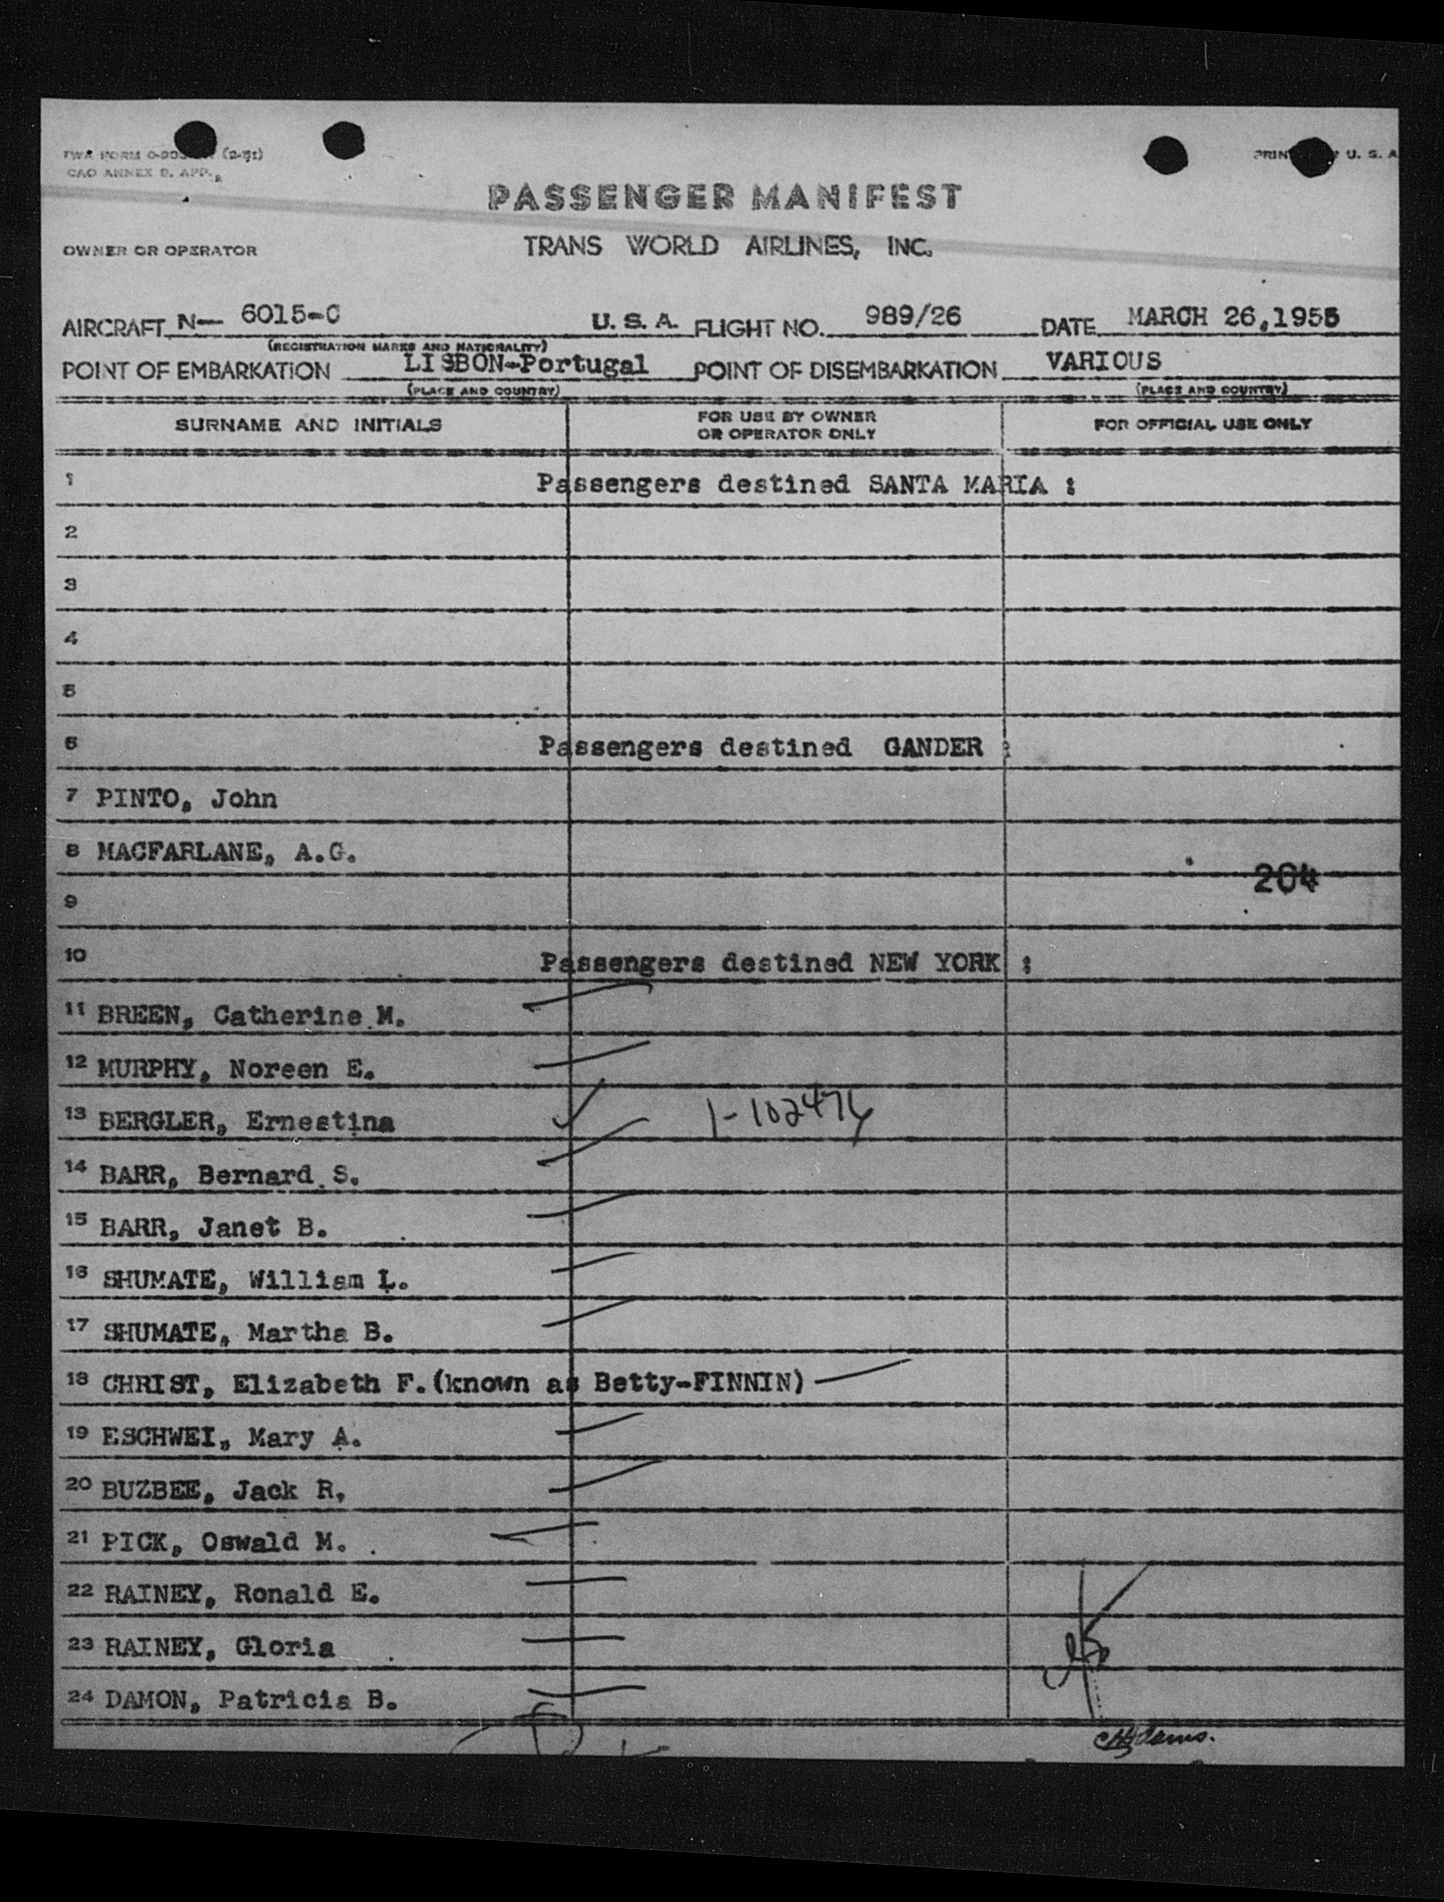 TWA FORM (2-51) PRIN U. S. A
CAO ANNEX D. APP.
PASSENGER MANIFEST
OWNER OR OPERATOR TRANS WORLD AIRLINES, INC.
AIRCRAFT N— 6015-C U. S. A. FLIGHT NO. 989/26 DATE MARCH 26,1955
(REGISTRATION MARKS AND NATIONALITY)
POINT OF EMBARKATION LISBON-Portugal POINT OF DISEMBARKATION VARIOUS
(PLACE AND COUNTRY) (PLACE AND COUNTRY)
SURNAME AND INITIALS FOR USE BY OWNER OR OPERATOR ONLY FOR OFFICIAL USE ONLY
1 Passengers destined SANTA MARIA :
2
3
4
5
6 Passengers destined GANDER :
7 PINTO, John
8 MACFARLANE, A.G.
264
9
10 Passengers destined NEW YORK :
11 BREEN, Catherine M.
12 MURPHY, Noreen E.
13 BERGLER, Ernestina 1-102476
14 BARR, Bernard S.
15 BARR, Janet B.
16 SHUMATE, William L.
17 SHUMATE, Martha B.
18 CHRIST, Elizabeth F.(known as Betty-FINNIN)
19 ESCHWEI, Mary A.
20 BUZBEE, Jack R.
21 PICK, Oswald M.
22 RAINEY, Ronald E.
23 RAINEY, Gloria
24 DAMON, Patricia B.